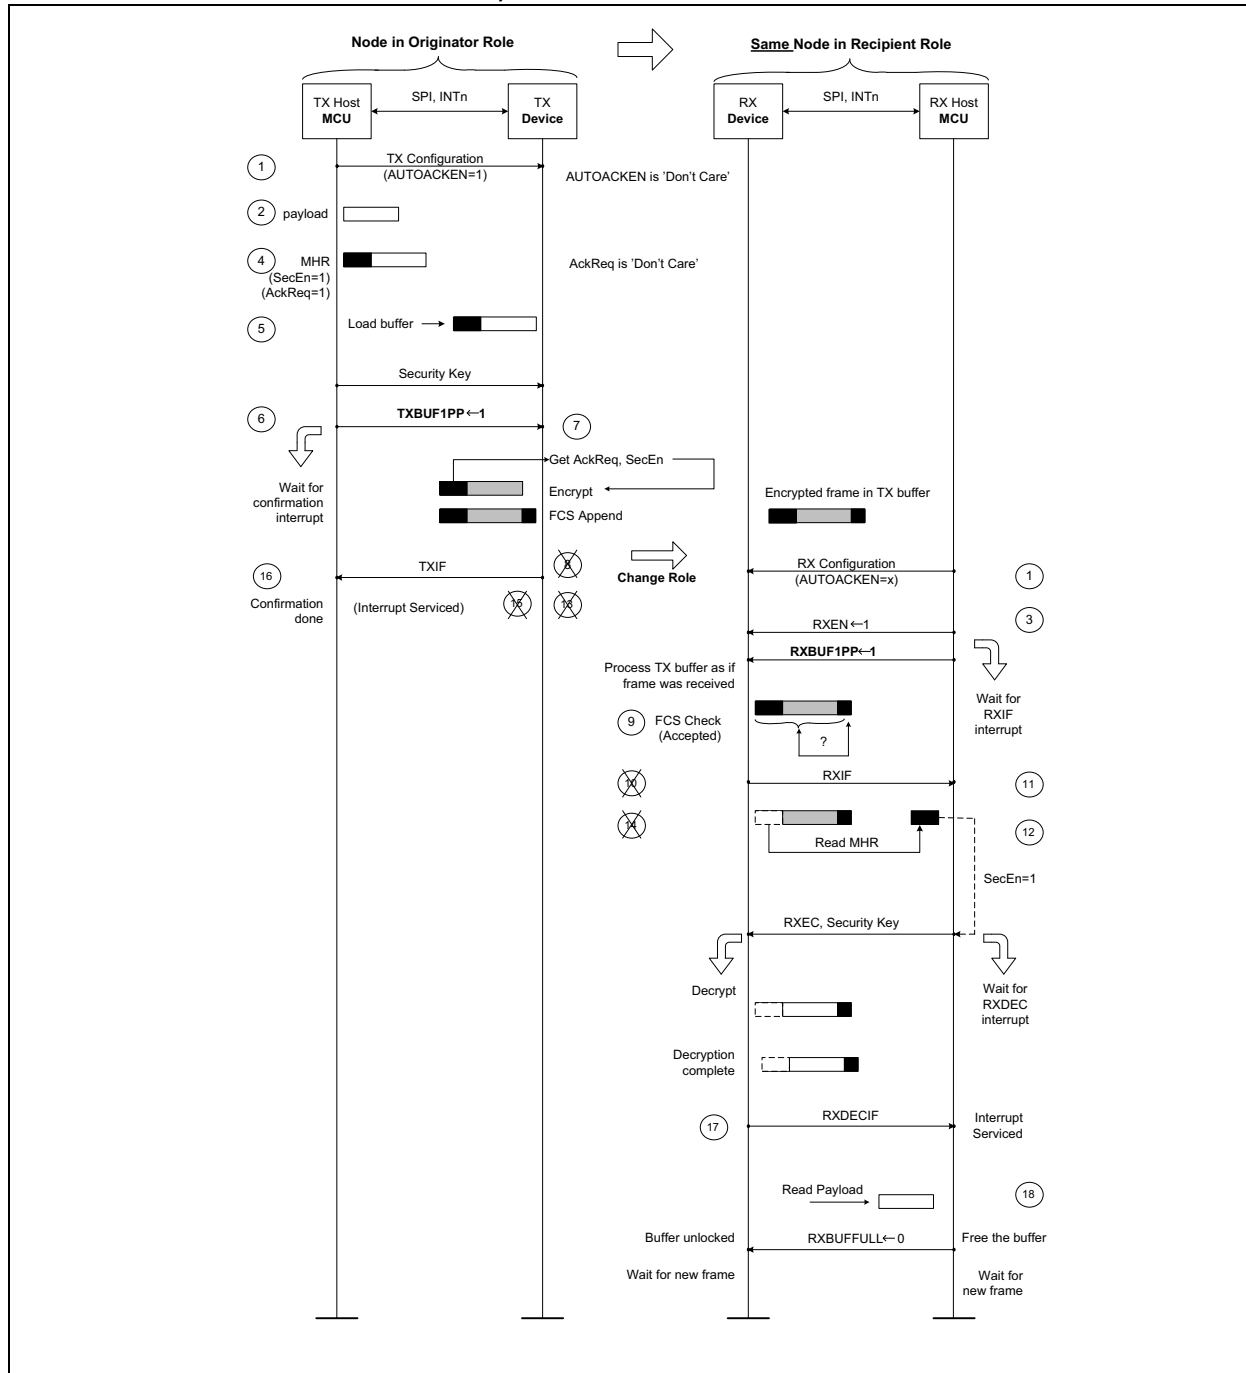 Node in Originator Role
Same Node in Recipient Role
TX Host
MCU
SPI, INTn
TX
Device
RX
Device
SPI, INTn
RX Host
MCU
1
TX Configuration
(AUTOACKEN=1)
AUTOACKEN is 'Don't Care'
2
payload
4
MHR
(SecEn=1)
(AckReq=1)
AckReq is 'Don't Care'
5
Load buffer
Security Key
6
TXBUF1PP←1
7
Get AckReq, SecEn
Wait for
confirmation
interrupt
Encrypt
FCS Append
Encrypted frame in TX buffer
16
TXIF
8
Change Role
RX Configuration
(AUTOACKEN=x)
1
Confirmation
done
(Interrupt Serviced)
15
13
RXEN←1
3
RXBUF1PP←1
Process TX buffer as if
frame was received
Wait for
RXIF
interrupt
9
FCS Check
(Accepted)
?
10
RXIF
11
14
Read MHR
12
SecEn=1
RXEC, Security Key
Decrypt
Wait for
RXDEC
interrupt
Decryption
complete
17
RXDECIF
Interrupt
Serviced
Read Payload
18
Buffer unlocked
RXBUFFULL←0
Free the buffer
Wait for new frame
Wait for
new frame